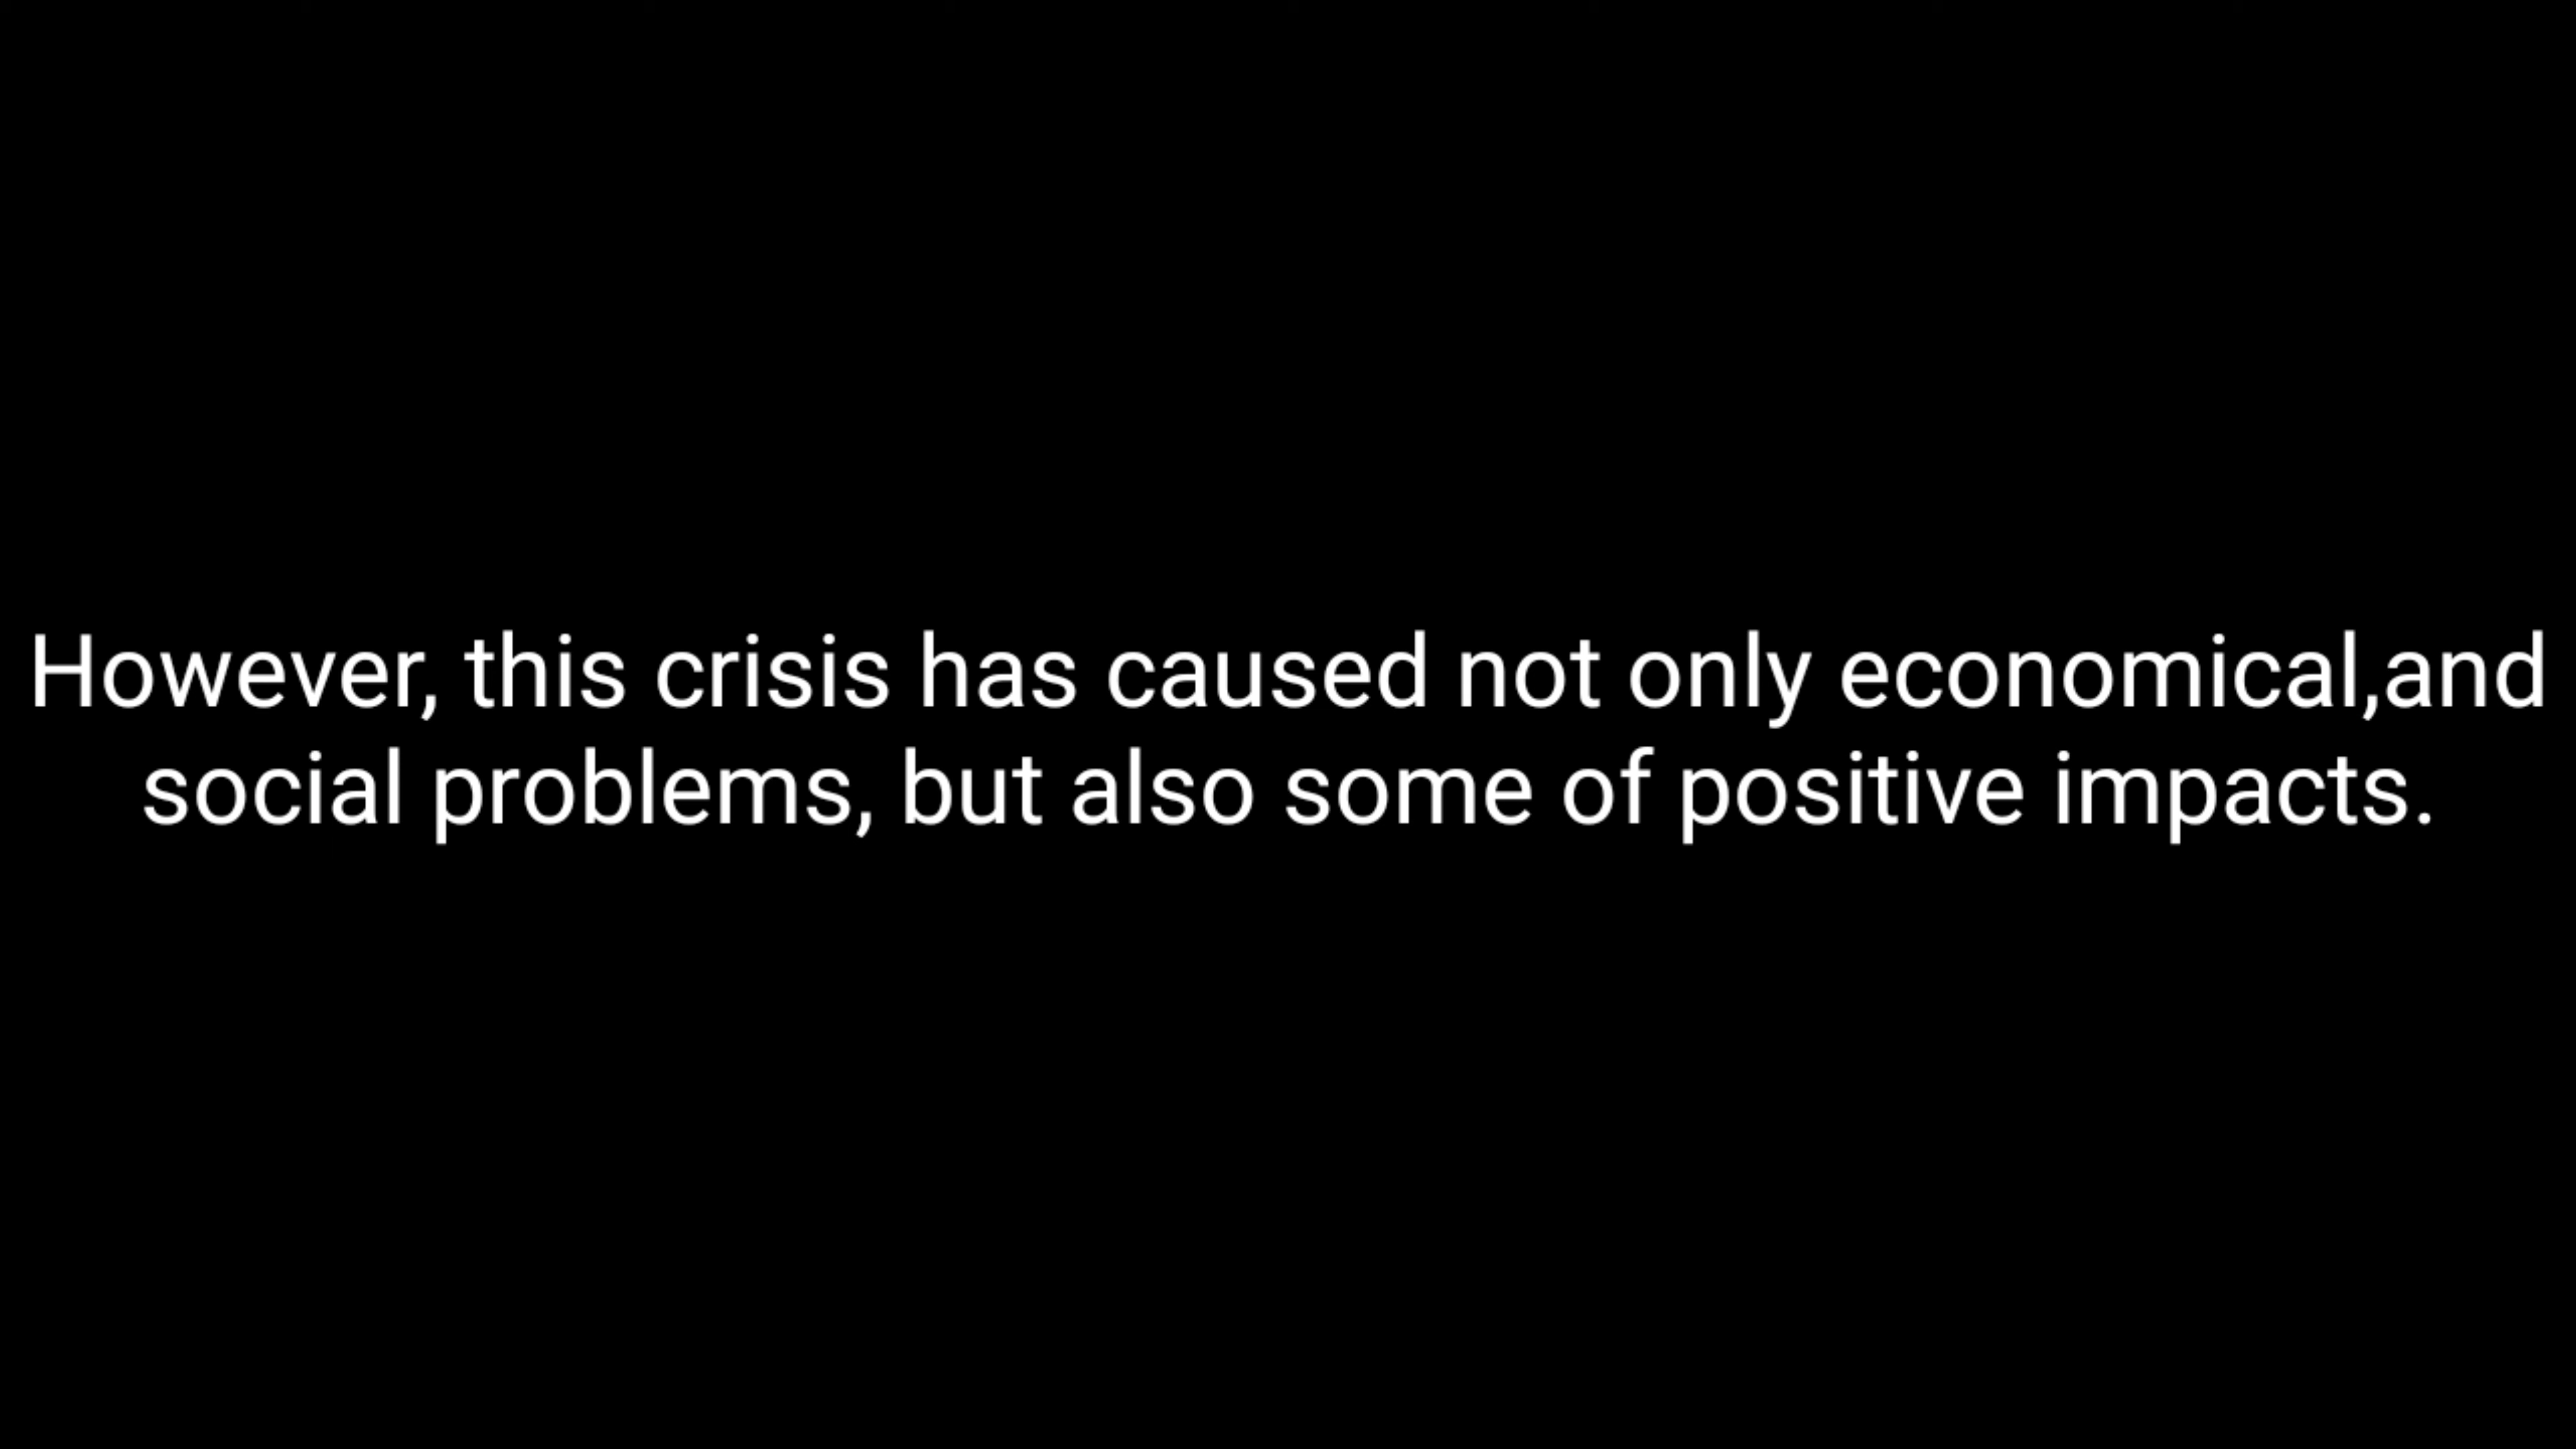 However, this crisis has caused not only economical,and
social problems, but also some of positive impacts.